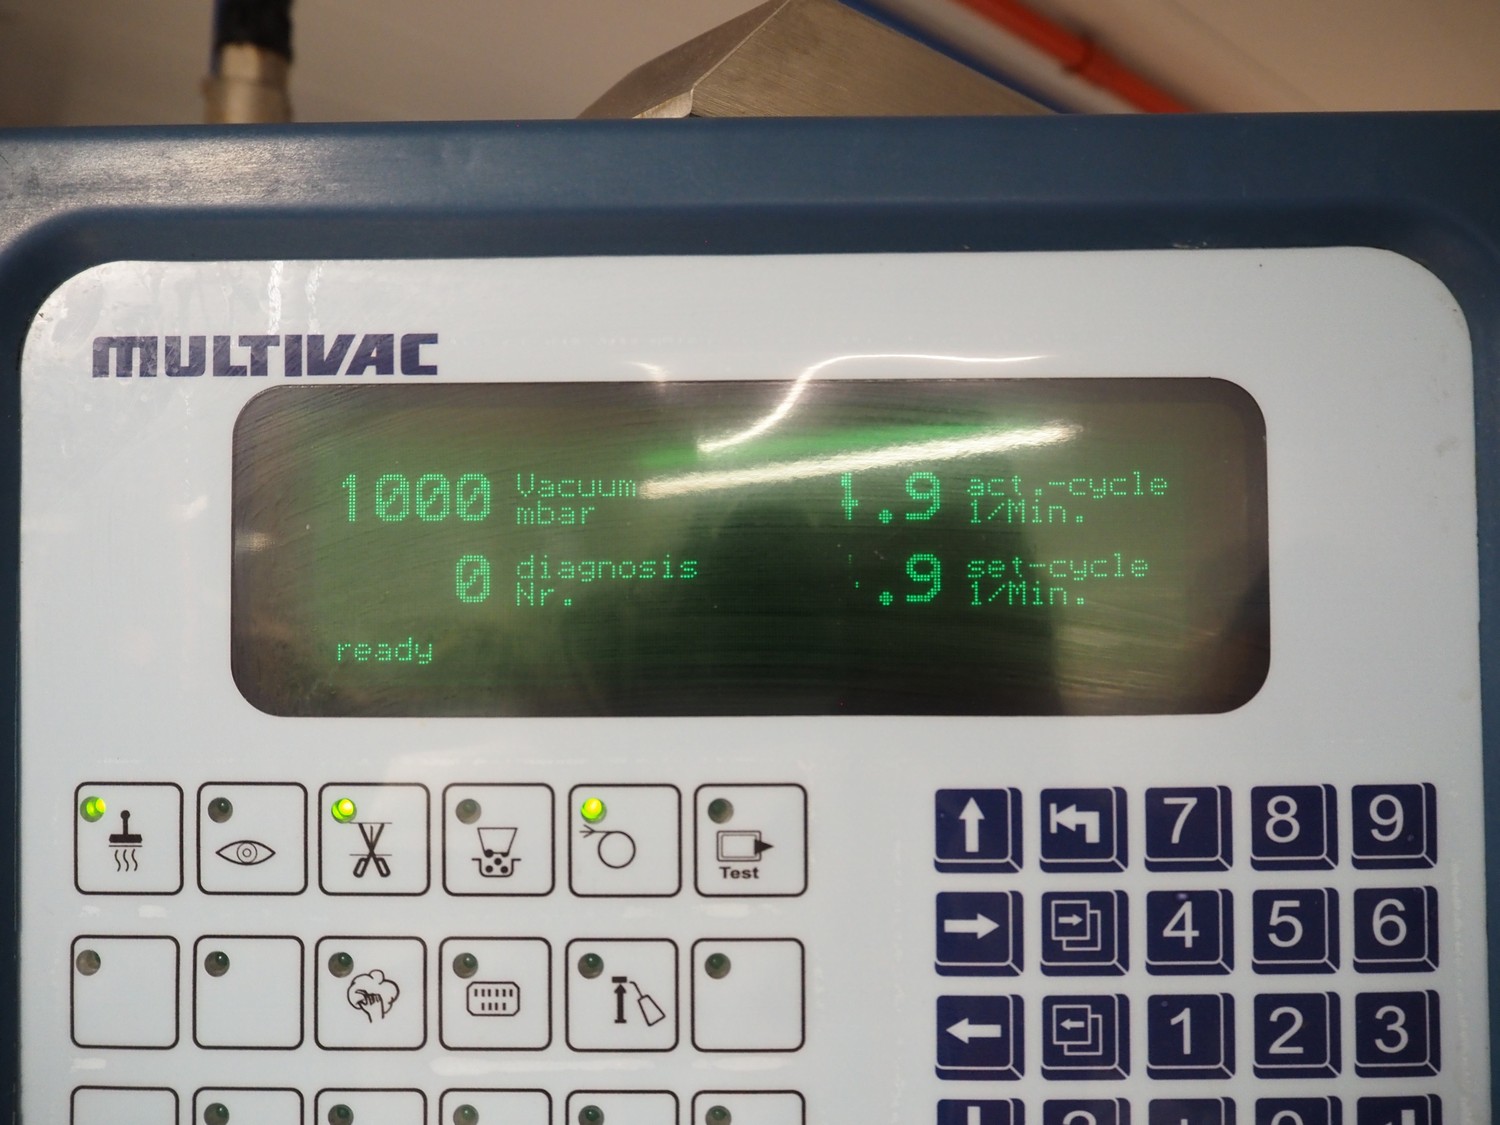 MULTIVAC
1000 Vacuum mbar
.9 act.-cycle 1/Min.
0 diagnosis Nr.
.9 set-cycle 1/Min.
ready
Test
7 8 9
4 5 6
1 2 3